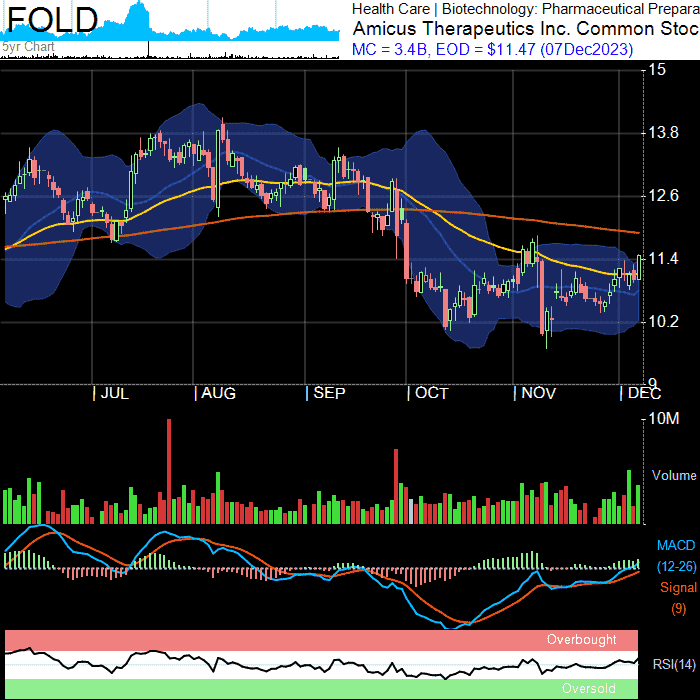 FOLD
5yr Chart
Health Care | Biotechnology: Pharmaceutical Prepara
Amicus Therapeutics Inc. Common Stoc
MC = 3.4B, EOD = $11.47 (07Dec2023)
15
13.8
12.6
11.4
10.2
9
| JUL | AUG | SEP | OCT | NOV | DEC
10M
Volume
MACD
(12-26)
Signal
(9)
Overbought
RSI(14)
Oversold